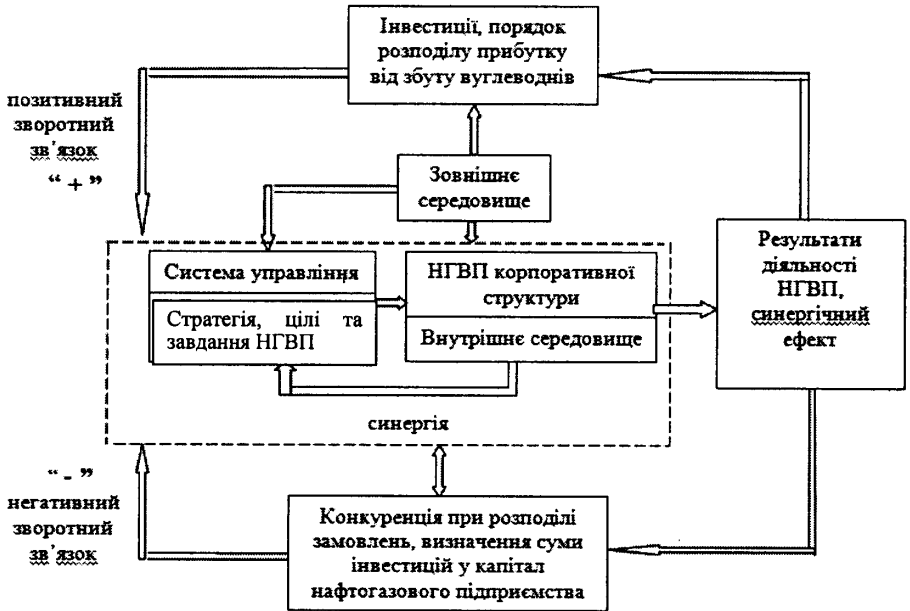 Інвестиції, порядок
розподілу прибутку
від збуту вуглеводнів
позитивний
зворотний
зв'язок
“ + ”
Зовнішнє
середовище
Система управління
Стратегія, цілі та
завдання НГВП
НГВП корпоративної
структури
Внутрішнє середовище
Результати
діяльності
НГВП,
синергічний
ефект
синергія
“ - ”
негативний
зворотний
зв'язок
Конкуренція при розподілі
замовлень, визначення суми
інвестицій у капітал
нафтогазового підприємства